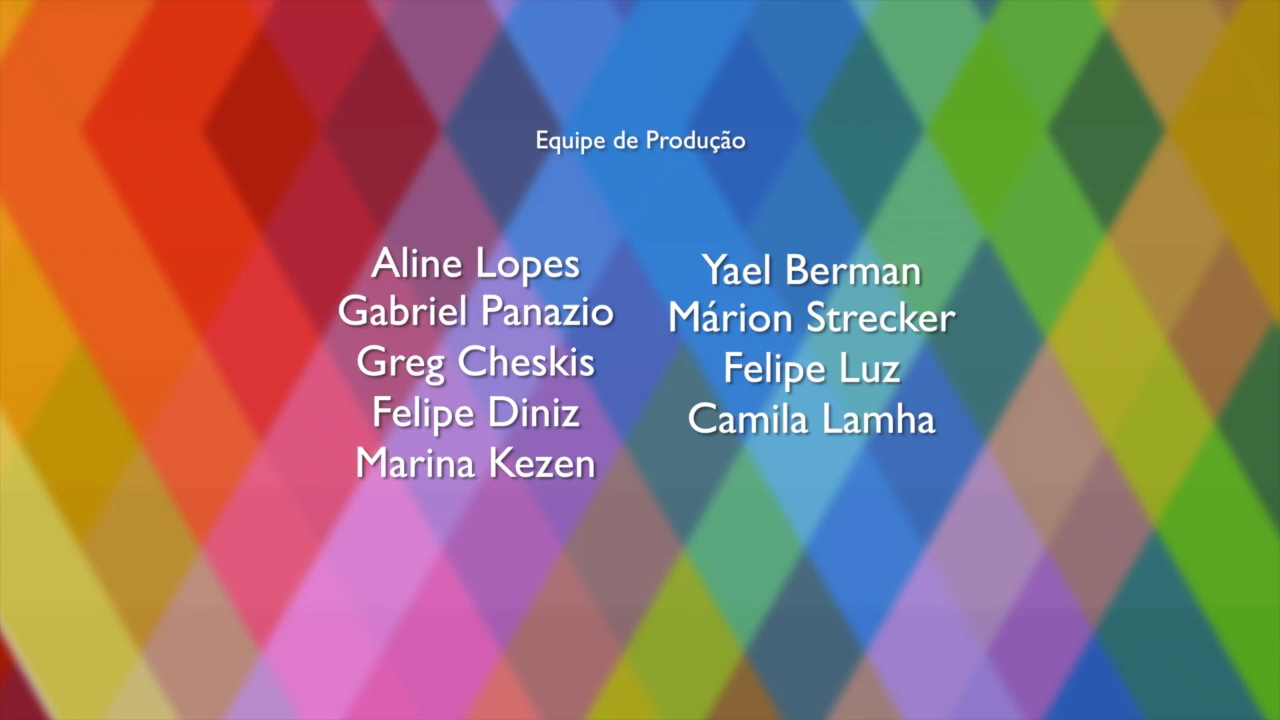 Equipe de Produção
Aline Lopes
Gabriel Panazio
Greg Cheskis
Felipe Diniz
Marina Kezen
Yael Berman
Márion Strecker
Felipe Luz
Camila Lamha